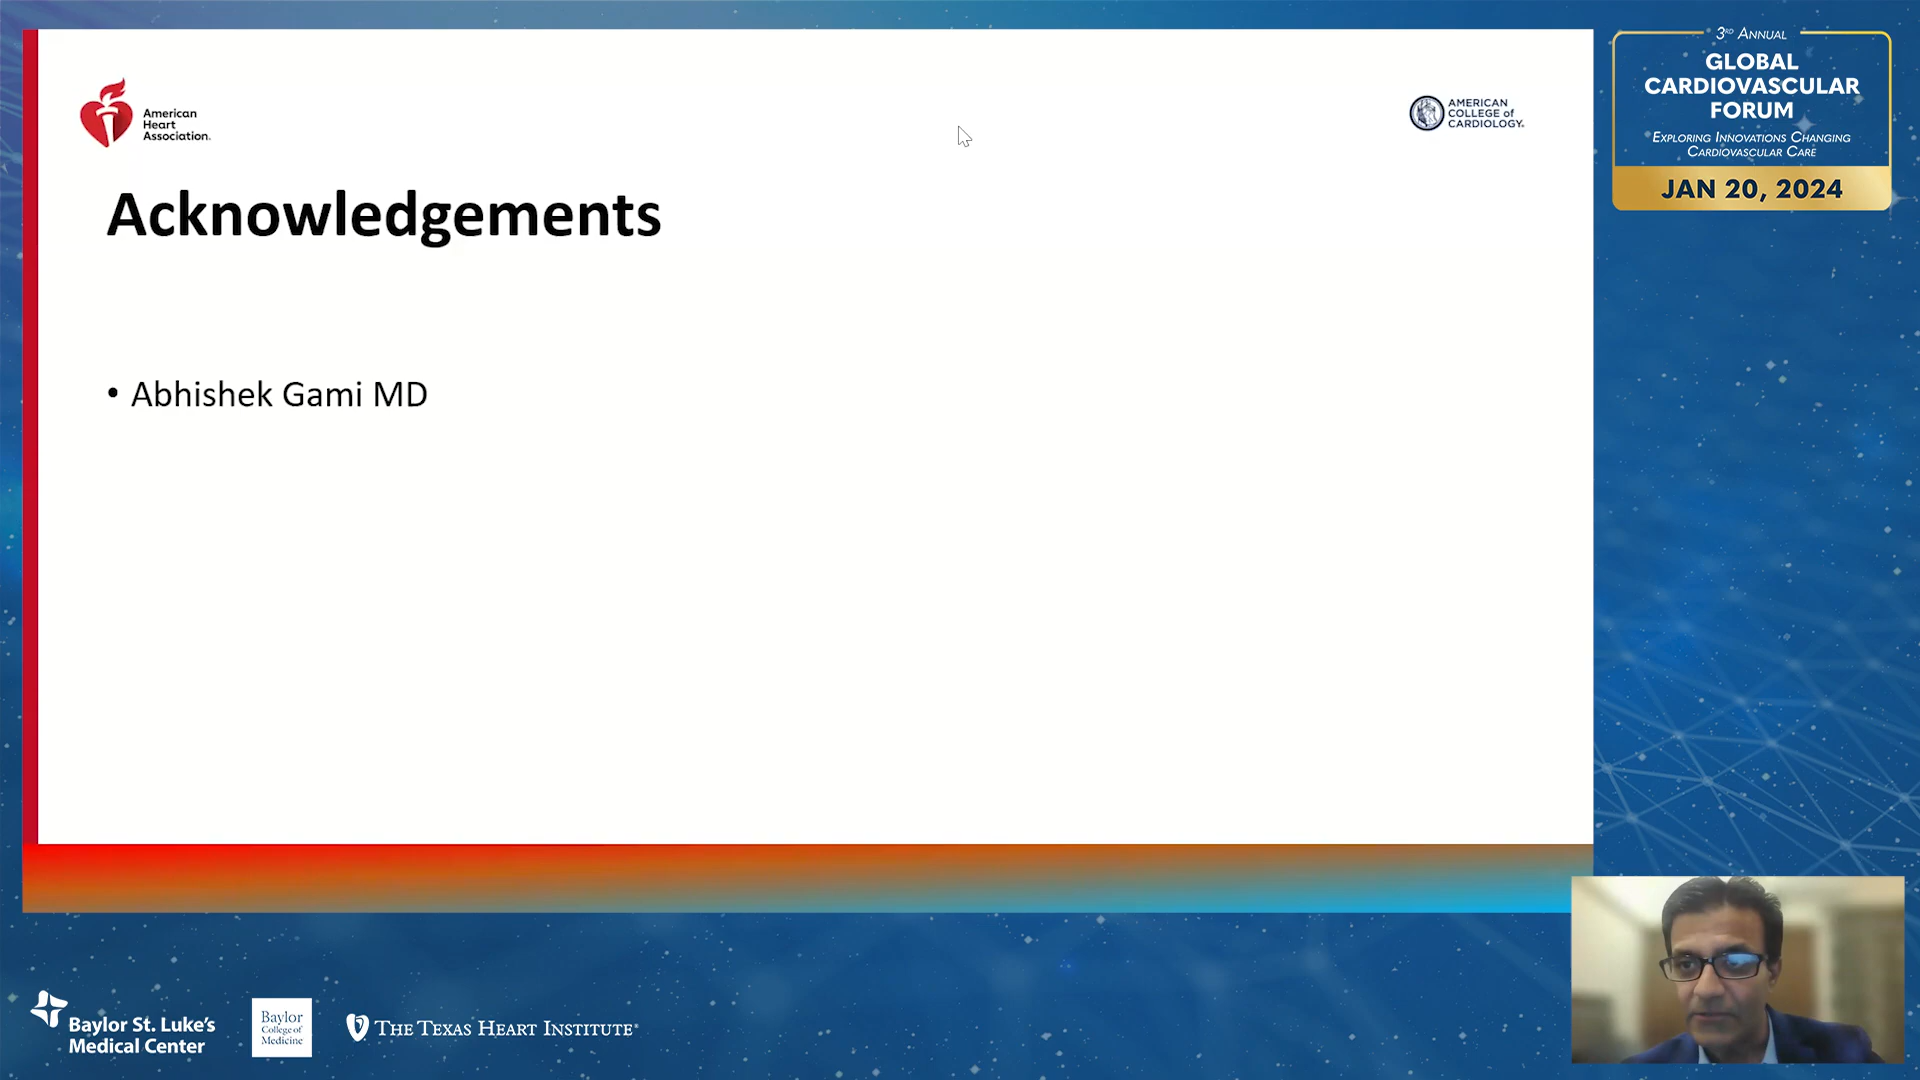 American
Heart
Association.
AMERICAN
COLLEGE of
CARDIOLOGY.
3RD ANNUAL
GLOBAL
CARDIOVASCULAR
FORUM
EXPLORING INNOVATIONS CHANGING
CARDIOVASCULAR CARE
JAN 20, 2024
Acknowledgements
• Abhishek Gami MD
Baylor St. Luke's
Medical Center
Baylor
College of
Medicine
THE TEXAS HEART INSTITUTE®